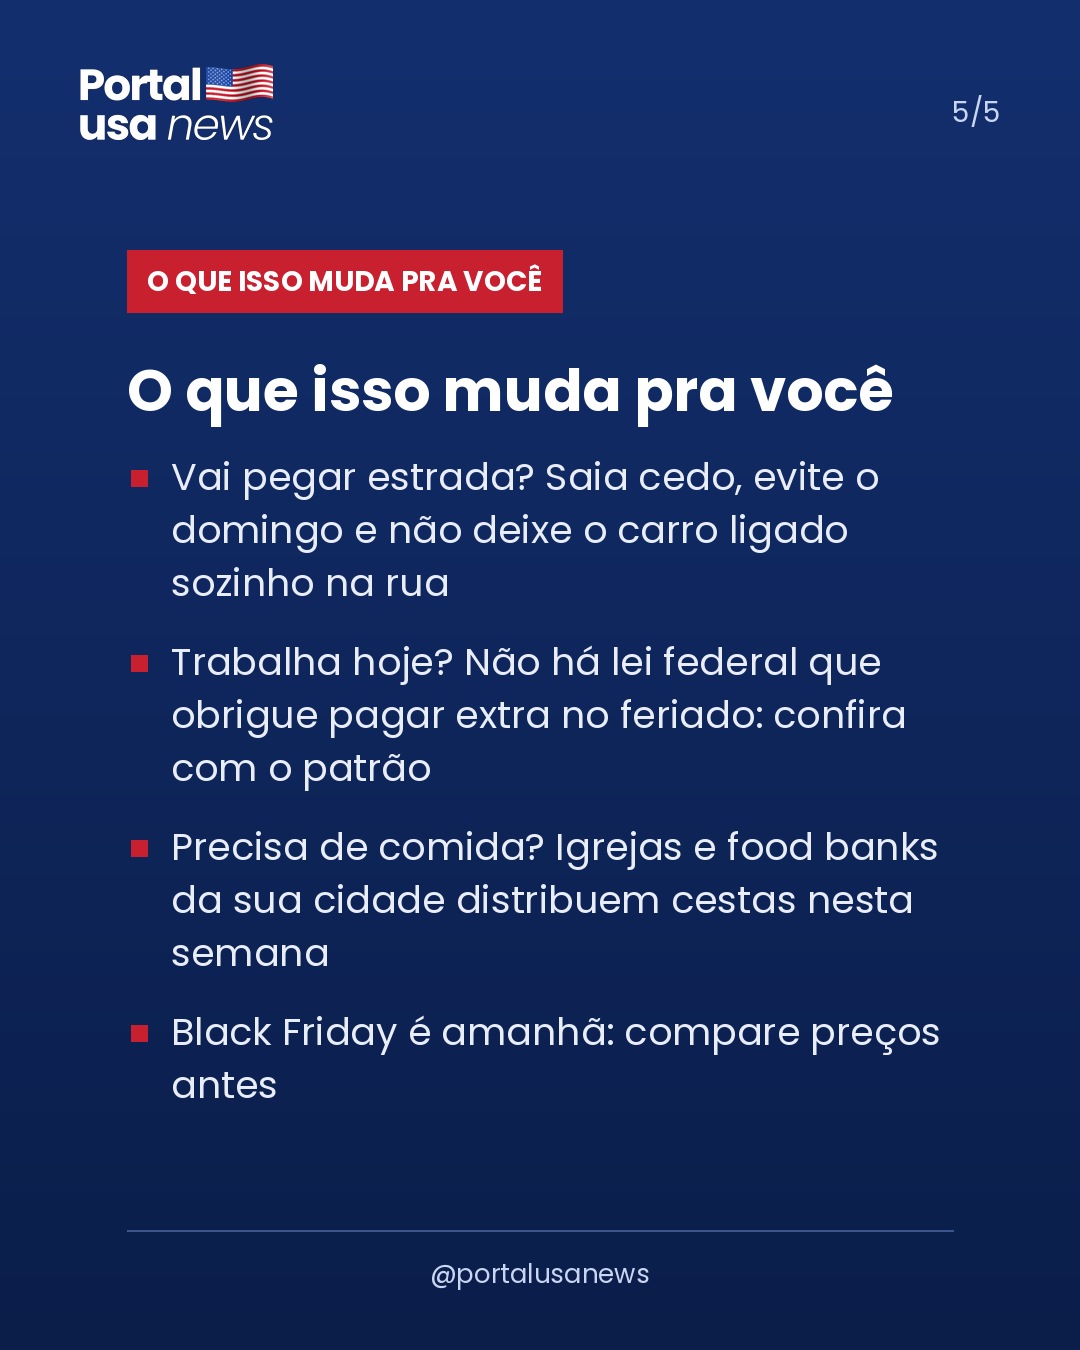 Portal
usa news
5/5
O QUE ISSO MUDA PRA VOCÊ
O que isso muda pra você
Vai pegar estrada? Saia cedo, evite o
domingo e não deixe o carro ligado
sozinho na rua
Trabalha hoje? Não há lei federal que
obrigue pagar extra no feriado: confira
com o patrão
Precisa de comida? Igrejas e food banks
da sua cidade distribuem cestas nesta
semana
Black Friday é amanhã: compare preços
antes
@portalusanews